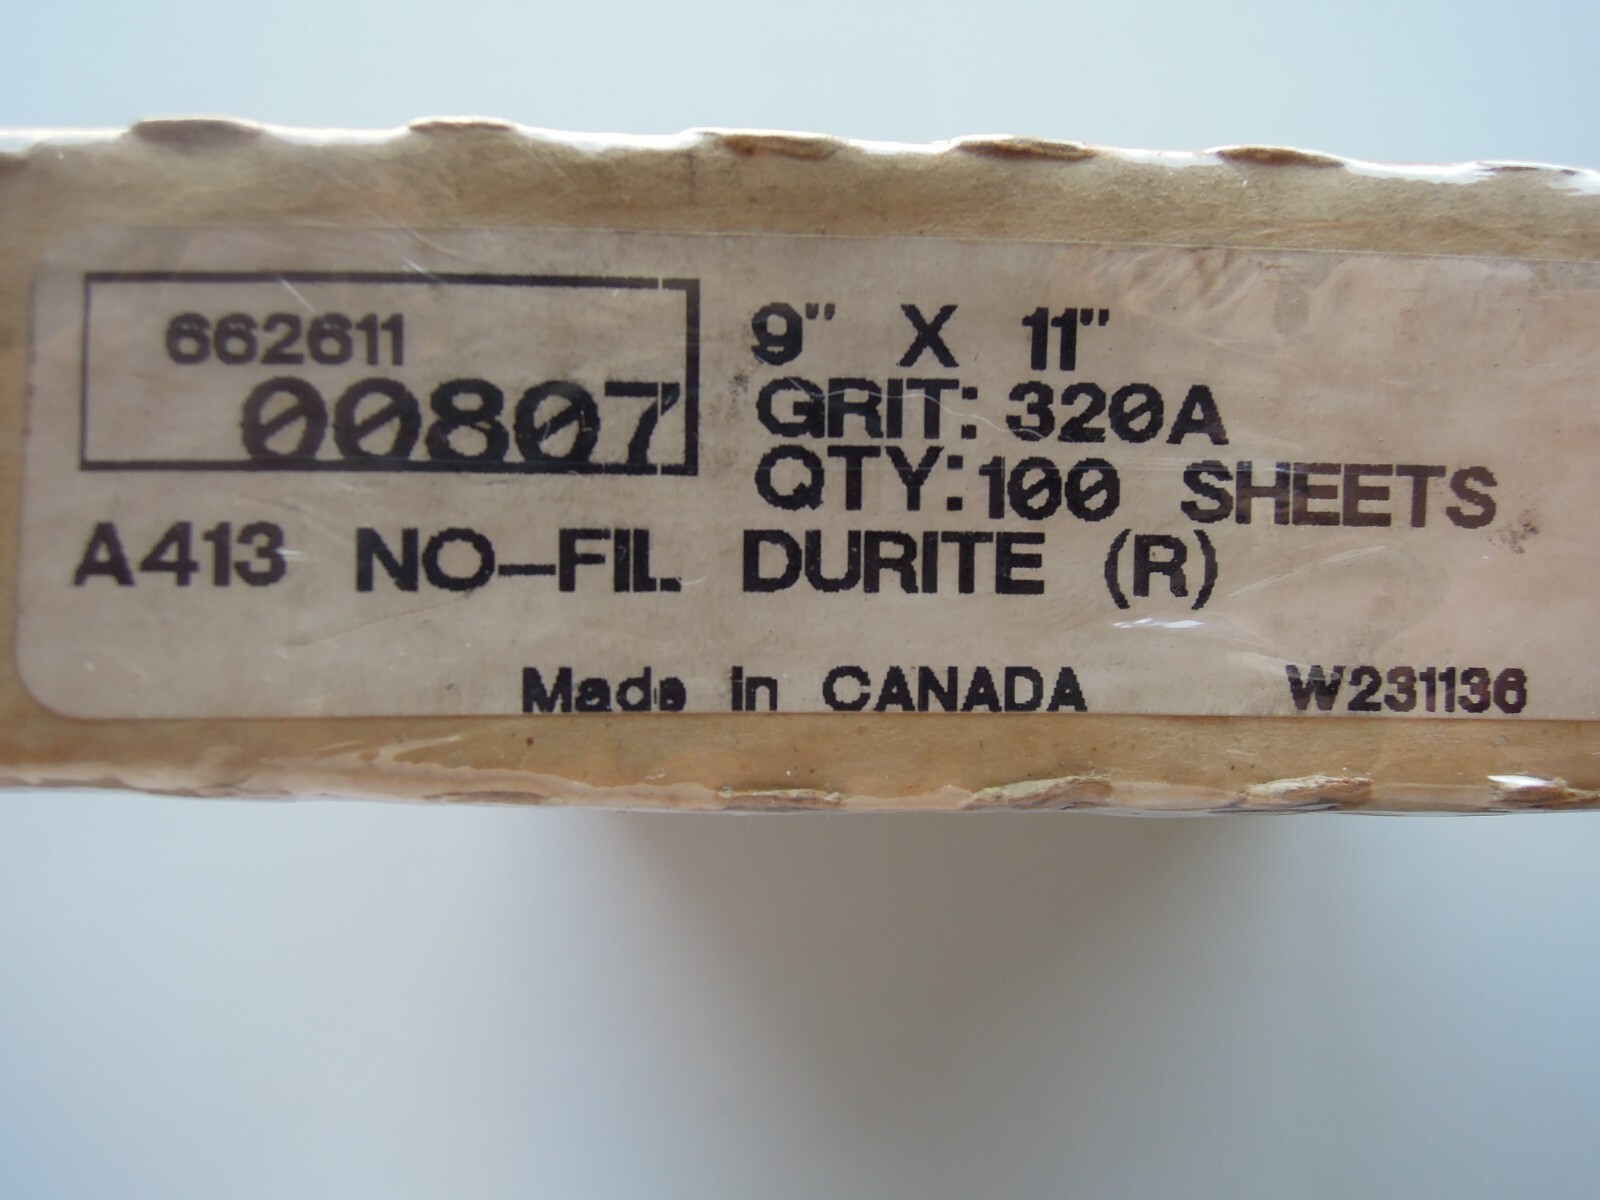 662611
00807
9" X 11"
GRIT: 320A
QTY: 100 SHEETS
A413 NO-FIL DURITE (R)
Made in CANADA W231136